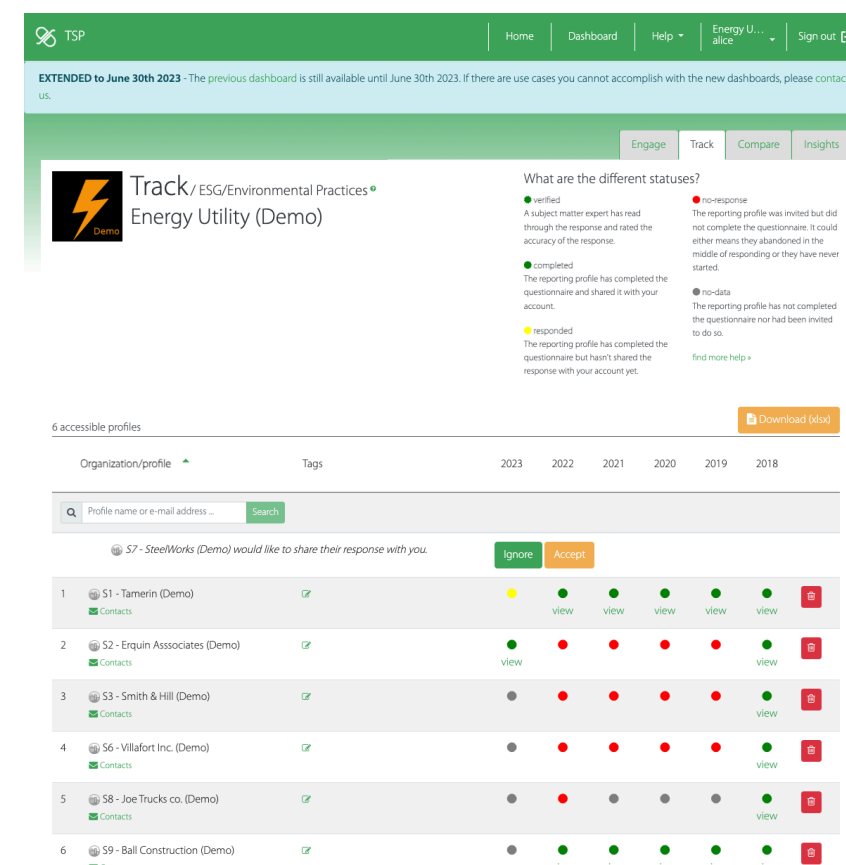 TSP
Home
Dashboard
Help
Energy U...
alice
Sign out
EXTENDED to June 30th 2023 - The previous dashboard is still available until June 30th 2023. If there are use cases you cannot accomplish with the new dashboards, please contac
us.
Engage
Track
Compare
Insights
Demo
Track / ESG/Environmental Practices
Energy Utility (Demo)
What are the different statuses?
verified
A subject matter expert has read
through the response and rated the
accuracy of the response.
completed
The reporting profile has completed the
questionnaire and shared it with your
account.
responded
The reporting profile has completed the
questionnaire but hasn't shared the
response with your account yet.
no-response
The reporting profile was invited but did
not complete the questionnaire. It could
either means they abandoned in the
middle of responding or they have never
started.
no-data
The reporting profile has not completed
the questionnaire nor had been invited
to do so.
find more help »
6 accessible profiles
Download (xlsx)
Organization/profile Tags 2023 2022 2021 2020 2019 2018
Profile name or e-mail address ... Search
S7 - SteelWorks (Demo) would like to share their response with you. Ignore Accept
1 S1 - Tamerin (Demo)
Contacts view view view view view
2 S2 - Erquin Asssociates (Demo)
Contacts view view
3 S3 - Smith & Hill (Demo)
Contacts view
4 S6 - Villafort Inc. (Demo)
Contacts view
5 S8 - Joe Trucks co. (Demo)
Contacts view
6 S9 - Ball Construction (Demo)